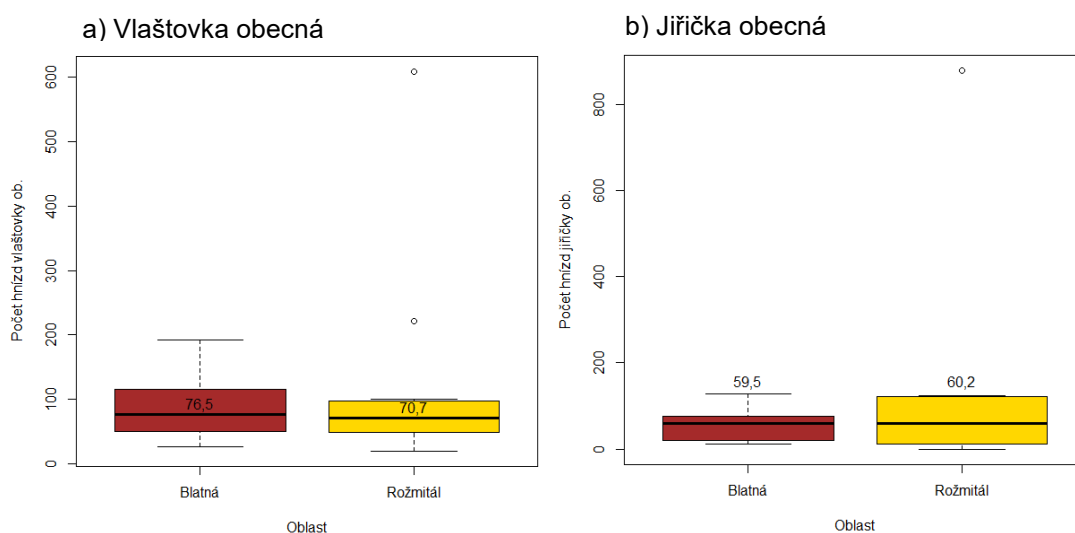 a) Vlaštovka obecná
Počet hnízd vlaštovky ob.
600
500
400
300
200
100
0
76,5
70,7
Blatná
Rožmitál
Oblast
b) Jiřička obecná
Počet hnízd jiřičky ob.
800
600
400
200
0
59,5
60,2
Blatná
Rožmitál
Oblast